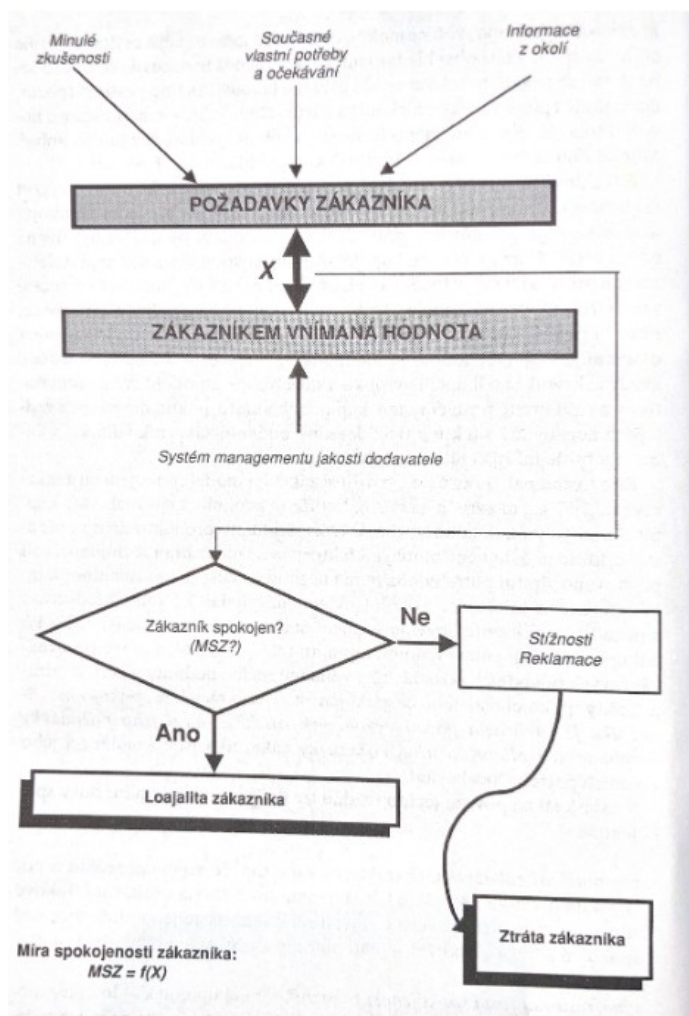 Minulé
zkušenosti
Současné
vlastní potřeby
a očekávání
Informace
z okolí
POŽADAVKY ZÁKAZNÍKA
X
ZÁKAZNÍKEM VNÍMANÁ HODNOTA
Systém managementu jakosti dodavatele
Zákazník spokojen?
(MSZ?)
Ne
Stížnosti
Reklamace
Ano
Loajalita zákazníka
Ztráta zákazníka
Míra spokojenosti zákazníka:
MSZ = f(X)